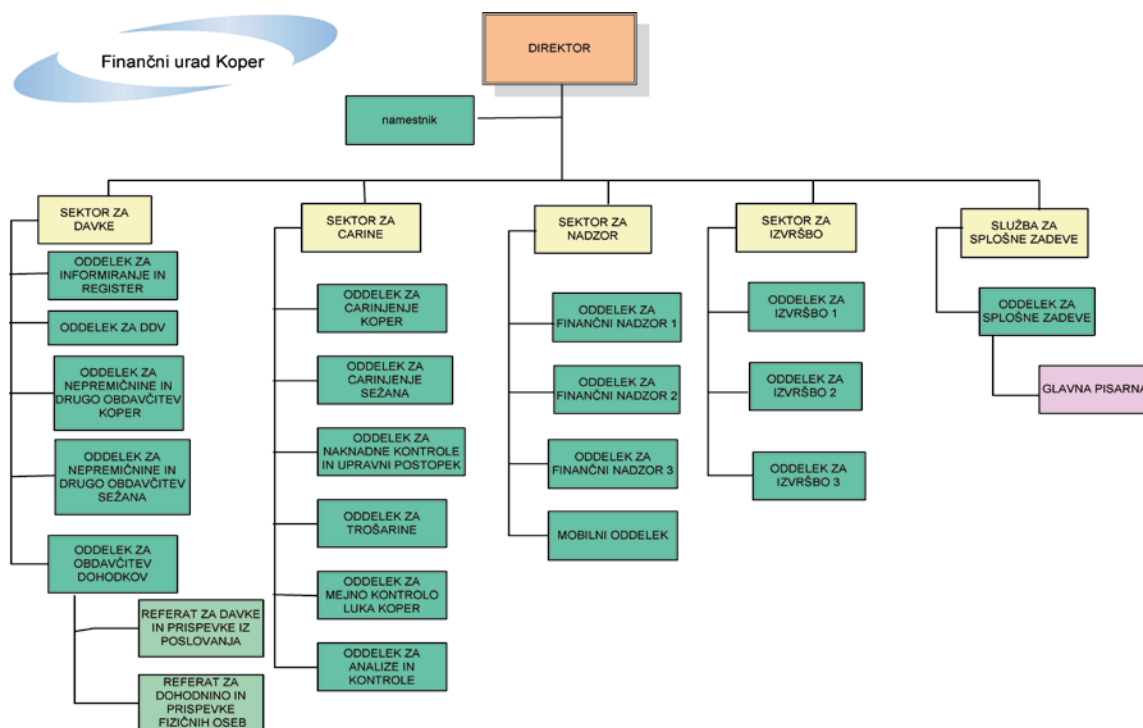 Finančni urad Koper
DIREKTOR
namestnik
SEKTOR ZA
DAVKE
ODDELEK ZA
INFORMIRANJE IN
REGISTER
ODDELEK ZA DDV
ODDELEK ZA
NEPREMIČNINE IN
DRUGO OBDAVČITEV
KOPER
ODDELEK ZA
NEPREMIČNINE IN
DRUGO OBDAVČITEV
SEŽANA
ODDELEK ZA
OBDAVČITEV
DOHODKOV
REFERAT ZA DAVKE
IN PRISPEVKE IZ
POSLOVANJA
REFERAT ZA
DOHODNINO IN
PRISPEVKE
FIZIČNIH OSEB
SEKTOR ZA
CARINE
ODDELEK ZA
CARINJENJE
KOPER
ODDELEK ZA
CARINJENJE
SEŽANA
ODDELEK ZA
NAKNADNE KONTROLE
IN UPRAVNI POSTOPEK
ODDELEK ZA
TROŠARINE
ODDELEK ZA
MEJNO KONTROLO
LUKA KOPER
ODDELEK ZA
ANALIZE IN
KONTROLE
SEKTOR ZA
NADZOR
ODDELEK ZA
FINANČNI NADZOR 1
ODDELEK ZA
FINANČNI NADZOR 2
ODDELEK ZA
FINANČNI NADZOR 3
MOBILNI ODDELEK
SEKTOR ZA
IZVRŠBO
ODDELEK ZA
IZVRŠBO 1
ODDELEK ZA
IZVRŠBO 2
ODDELEK ZA
IZVRŠBO 3
SLUŽBA ZA
SPLOŠNE ZADEVE
ODDELEK ZA
SPLOŠNE ZADEVE
GLAVNA PISARNA